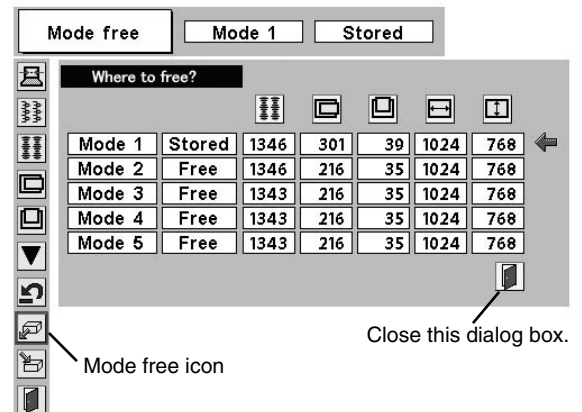 Mode free Mode 1 Stored
Where to free?
Mode 1 Stored 1346 301 39 1024 768
Mode 2 Free 1346 216 35 1024 768
Mode 3 Free 1343 216 35 1024 768
Mode 4 Free 1343 216 35 1024 768
Mode 5 Free 1343 216 35 1024 768
Close this dialog box.
Mode free icon